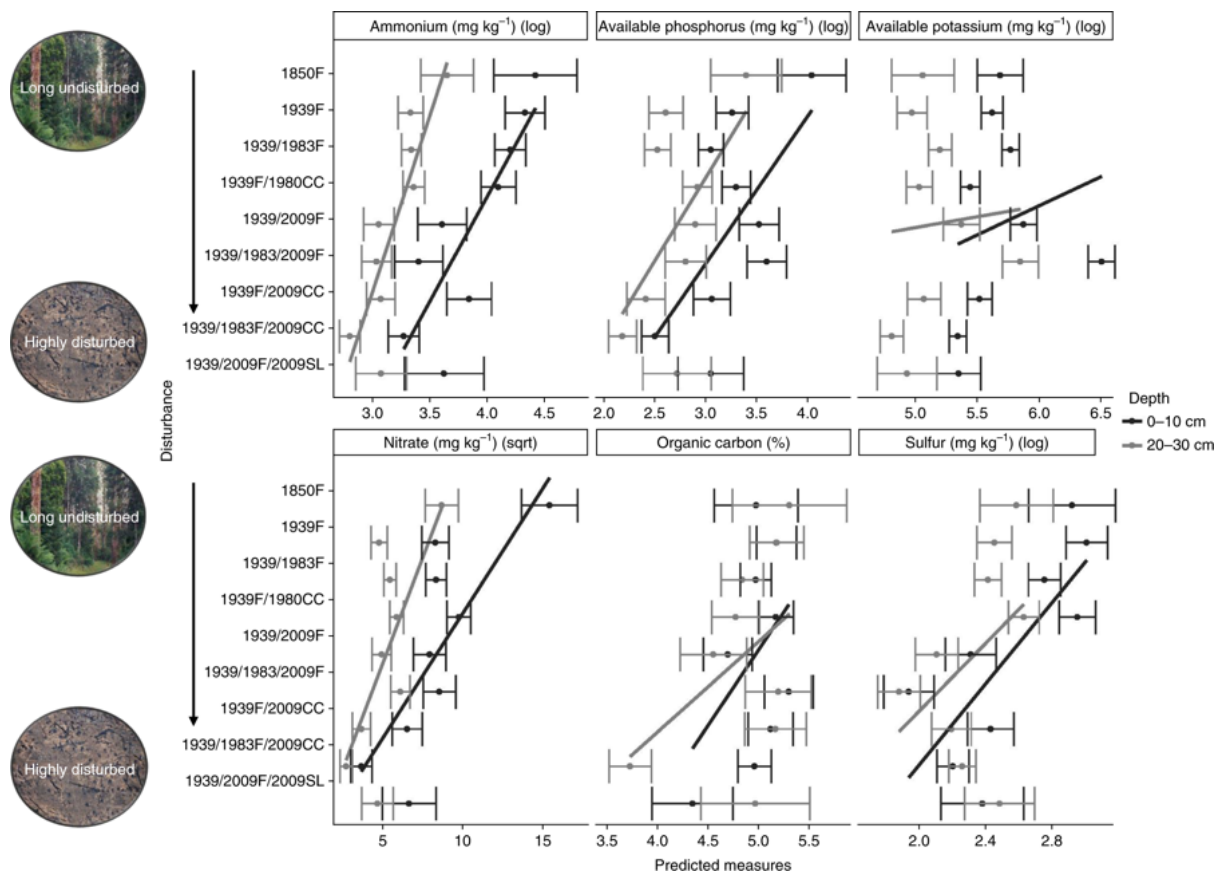 Ammonium (mg kg⁻¹) (log)
Available phosphorus (mg kg⁻¹) (log)
Available potassium (mg kg⁻¹) (log)
Long undisturbed
Highly disturbed
Disturbance
1850F
1939F
1939/1983F
1939F/1980CC
1939/2009F
1939/1983/2009F
1939F/2009CC
1939/1983F/2009CC
1939/2009F/2009SL
3.0 3.5 4.0 4.5
2.0 2.5 3.0 3.5 4.0
5.0 5.5 6.0 6.5
Depth
0–10 cm
20–30 cm
Nitrate (mg kg⁻¹) (sqrt)
Organic carbon (%)
Sulfur (mg kg⁻¹) (log)
Long undisturbed
Highly disturbed
1850F
1939F
1939/1983F
1939F/1980CC
1939/2009F
1939/1983/2009F
1939F/2009CC
1939/1983F/2009CC
1939/2009F/2009SL
5 10 15
3.5 4.0 4.5 5.0 5.5
2.0 2.4 2.8
Predicted measures